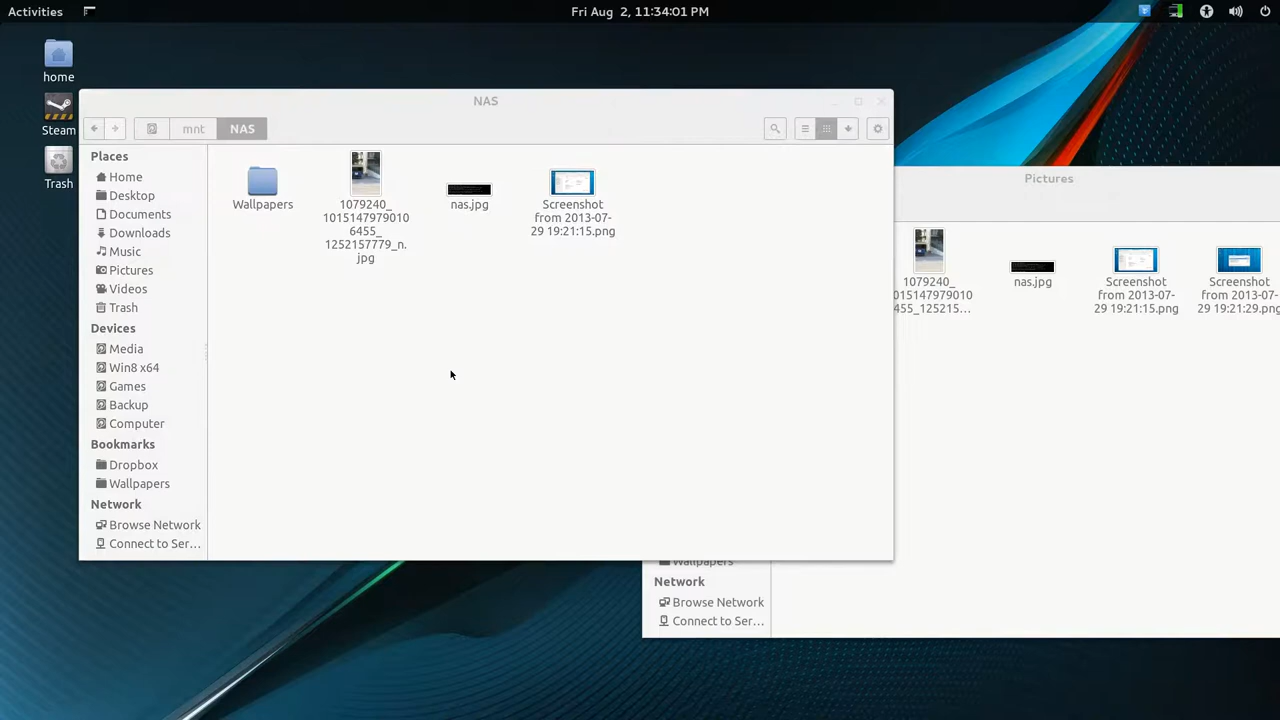 Activities
Fri Aug 2, 11:34:01 PM
home
Steam
Trash
NAS
mnt
NAS
Places
Home
Desktop
Documents
Downloads
Music
Pictures
Videos
Trash
Devices
Media
Win8 x64
Games
Backup
Computer
Bookmarks
Dropbox
Wallpapers
Network
Browse Network
Connect to Ser...
Wallpapers
1079240_
1015147979010
6455_
1252157779_n.
jpg
nas.jpg
Screenshot
from 2013-07-
29 19:21:15.png
Pictures
1079240_
015147979010
455_125215...
nas.jpg
Screenshot
from 2013-07-
29 19:21:15.png
Screenshot
from 2013-07-
29 19:21:29.png
Wallpapers
Network
Browse Network
Connect to Ser...